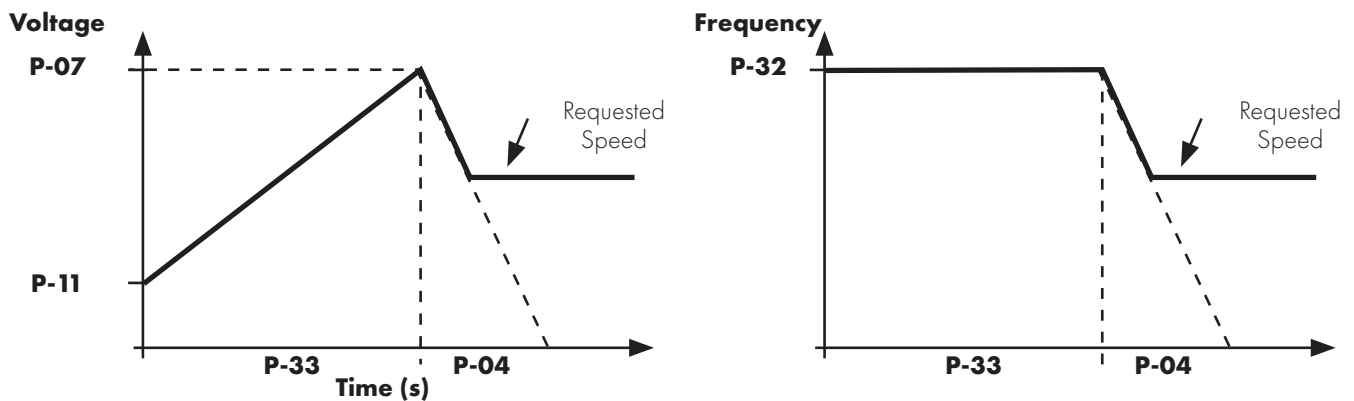 Voltage
P-07
P-11
Requested
Speed
P-33
P-04
Time (s)
Frequency
P-32
Requested
Speed
P-33
P-04